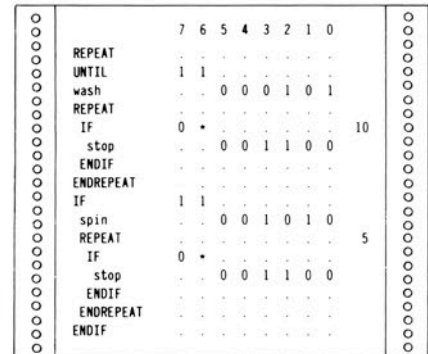 7 6 5 4 3 2 1 0
REPEAT . . . . . . . .
UNTIL 1 1 . . . . . .
wash . . 0 0 0 1 0 1
REPEAT . . . . . . . .
IF 0 * . . . . . . 10
stop . . 0 0 1 1 0 0
ENDIF . . . . . . . .
ENDREPEAT . . . . . . . .
IF 1 1 . . . . . .
spin . . 0 0 1 0 1 0
REPEAT . . . . . . . . 5
IF 0 * . . . . . .
stop . . 0 0 1 1 0 0
ENDIF . . . . . . . .
ENDREPEAT . . . . . . . .
ENDIF . . . . . . . .